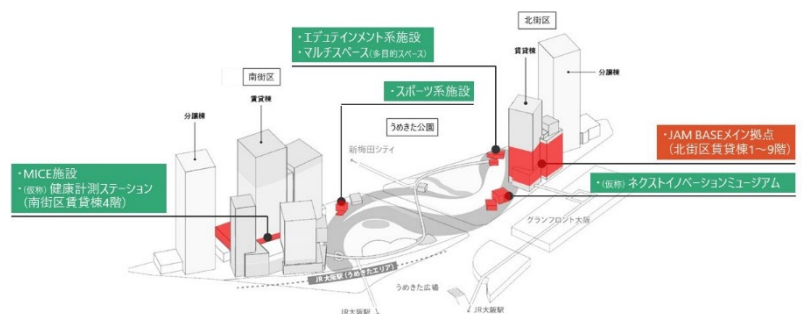 ・エデュテインメント系施設
・マルチスペース(多目的スペース)
北街区
賃貸棟
分譲棟
南街区
賃貸棟
分譲棟
・スポーツ系施設
うめきた公園
新梅田シティ
・JAM BASEメイン拠点
(北街区賃貸棟1～9階)
・MICE施設
・(仮称)健康計測ステーション
(南街区賃貸棟4階)
・(仮称)ネクストイノベーションミュージアム
グランフロント大阪
JR大阪駅(うめきたエリア)
うめきた広場
JR大阪駅
JR大阪駅